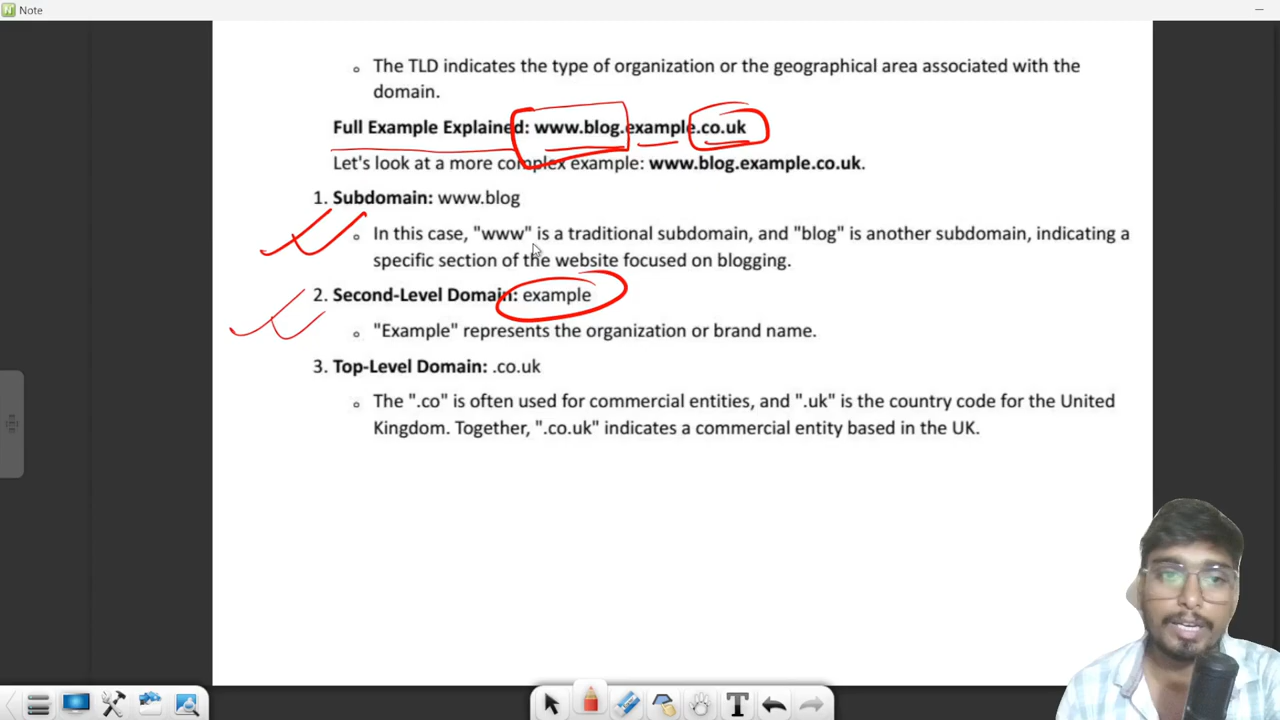 Note
◦ The TLD indicates the type of organization or the geographical area associated with the
domain.
Full Example Explained: www.blog.example.co.uk
Let's look at a more complex example: www.blog.example.co.uk.
1. Subdomain: www.blog
◦ In this case, "www" is a traditional subdomain, and "blog" is another subdomain, indicating a
specific section of the website focused on blogging.
2. Second-Level Domain: example
◦ "Example" represents the organization or brand name.
3. Top-Level Domain: .co.uk
◦ The ".co" is often used for commercial entities, and ".uk" is the country code for the United
Kingdom. Together, ".co.uk" indicates a commercial entity based in the UK.
T